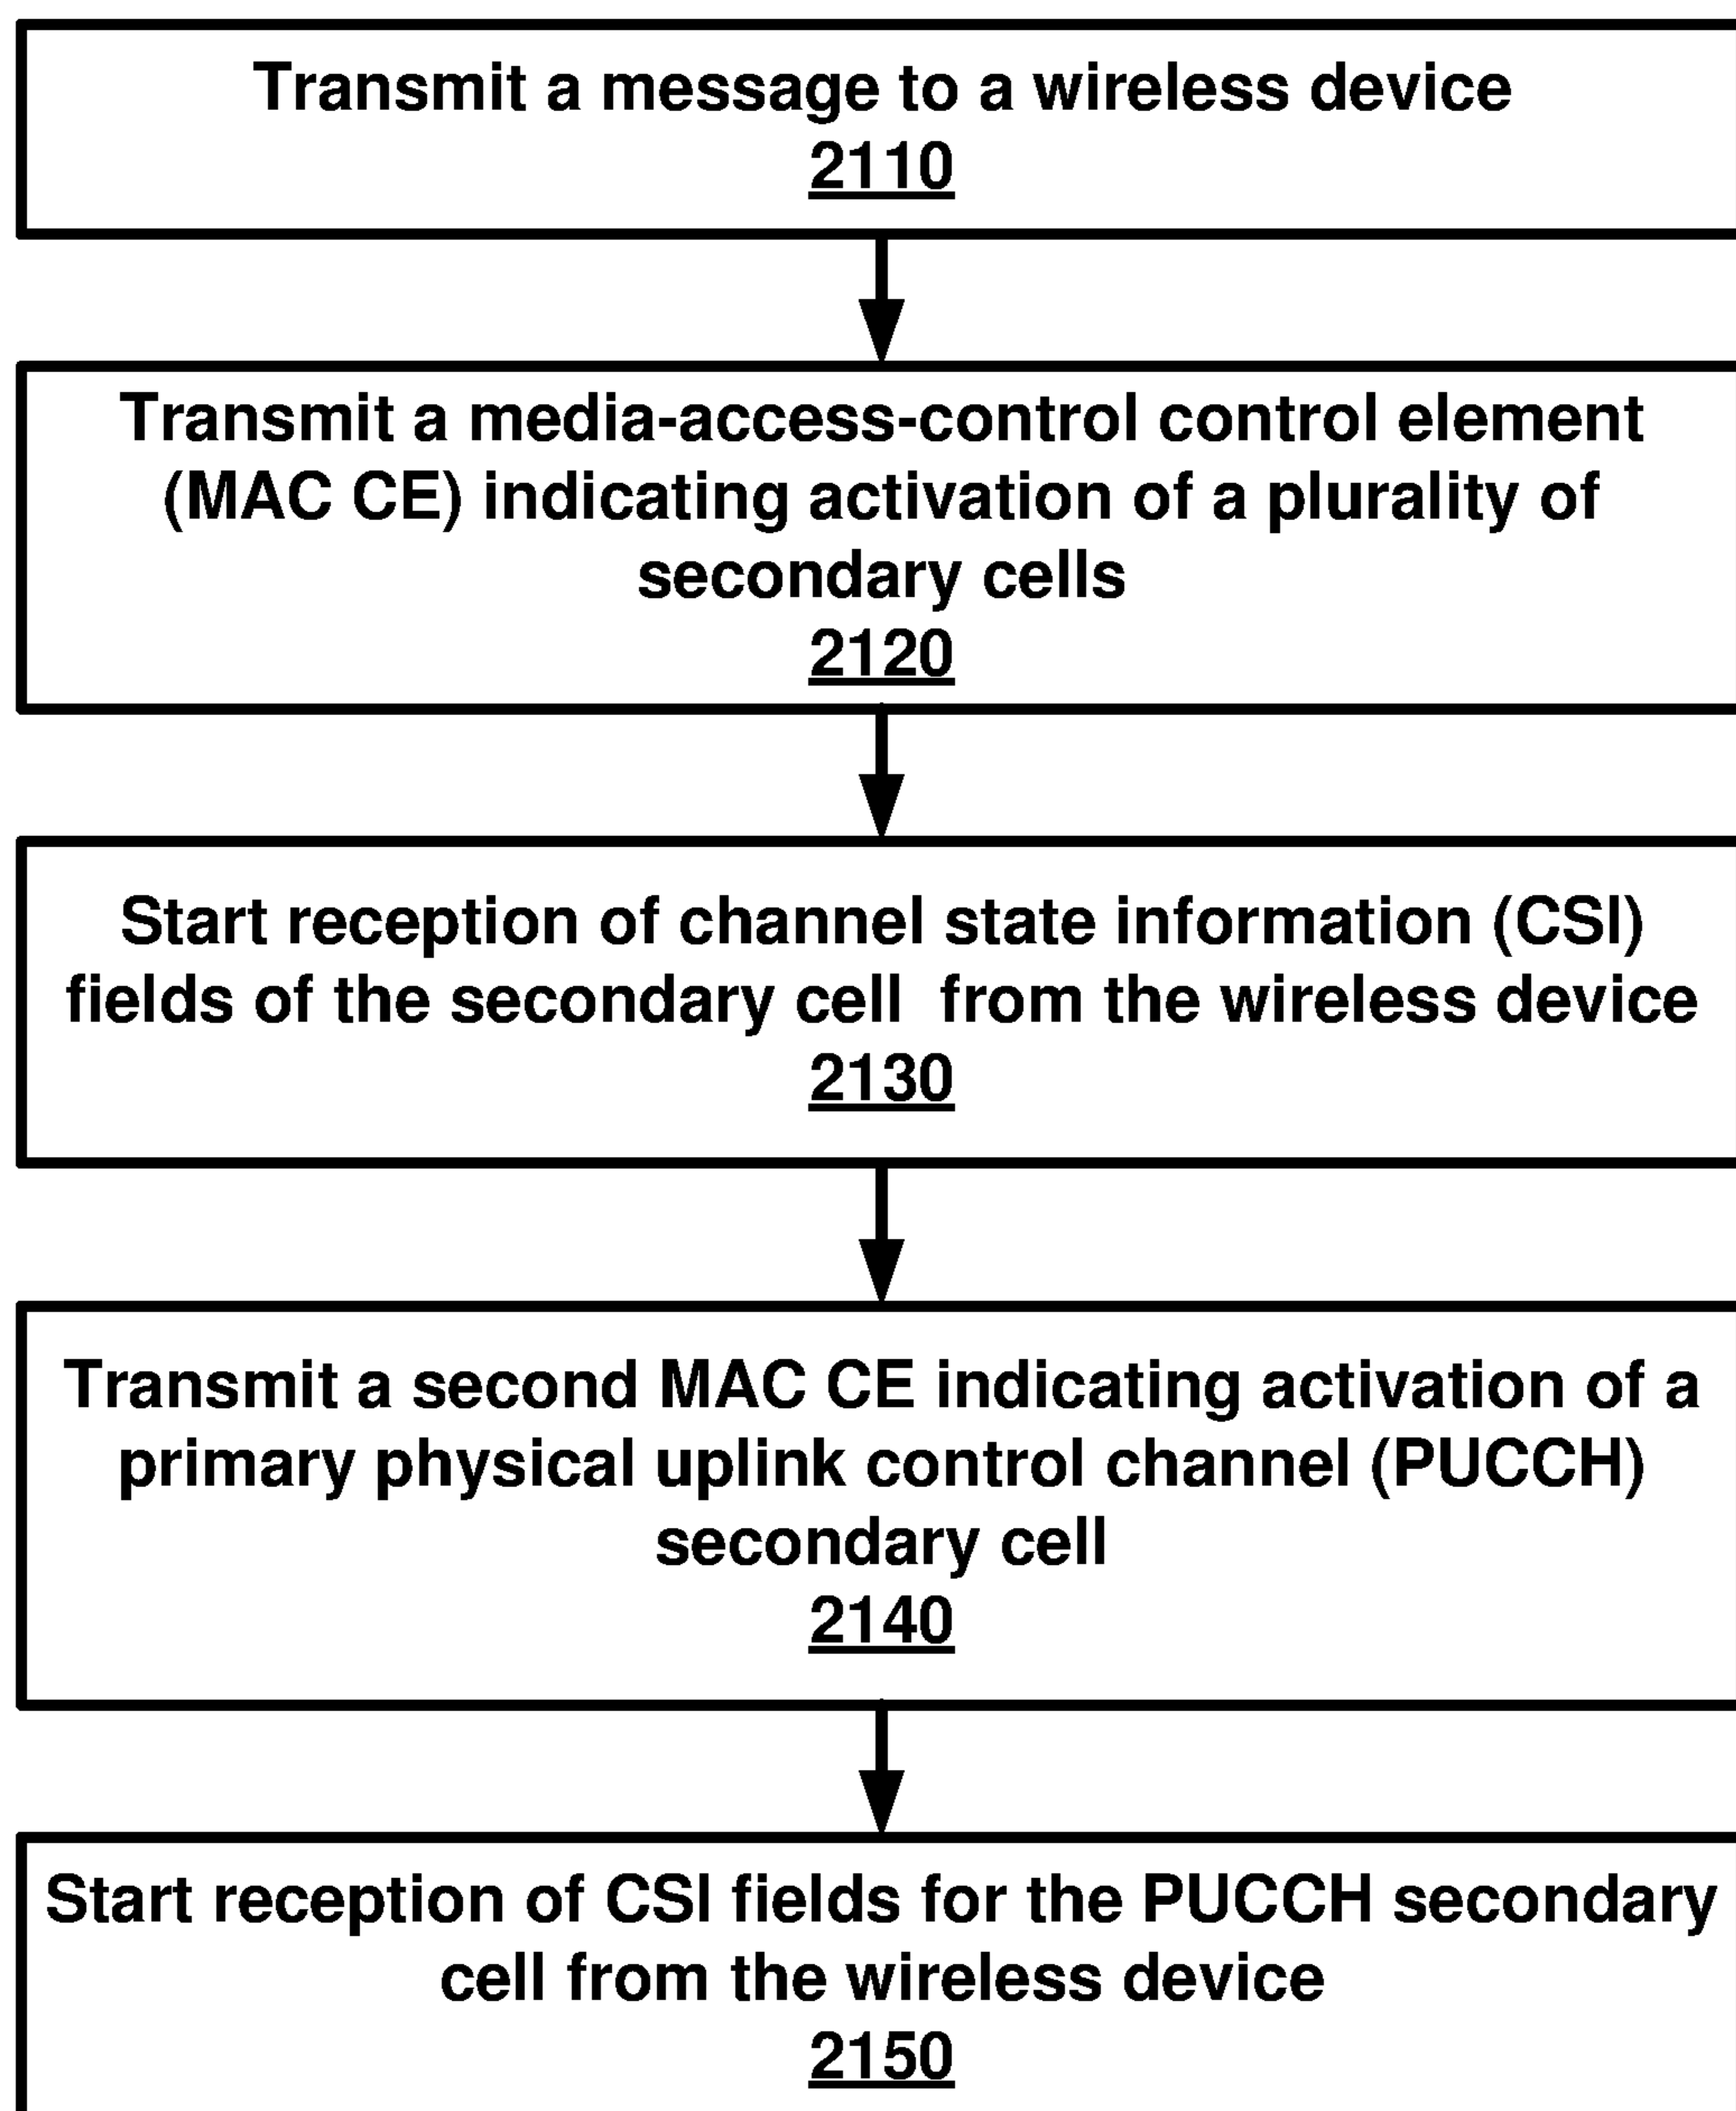 Transmit a message to a wireless device
2110
Transmit a media-access-control control element
(MAC CE) indicating activation of a plurality of
secondary cells
2120
Start reception of channel state information (CSI)
fields of the secondary cell from the wireless device
2130
Transmit a second MAC CE indicating activation of a
primary physical uplink control channel (PUCCH)
secondary cell
2140
Start reception of CSI fields for the PUCCH secondary
cell from the wireless device
2150